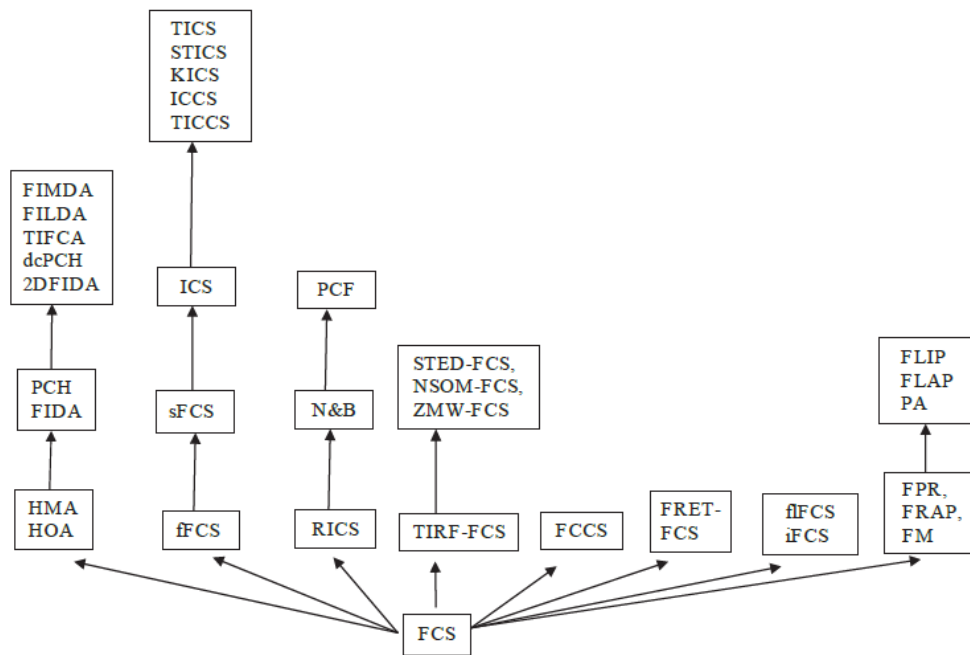 TICS
STICS
KICS
ICCS
TICCS
FIMDA
FILDA
TIFCA
dcPCH
2DFIDA
ICS
PCF
STED-FCS,
NSOM-FCS,
ZMW-FCS
FLIP
FLAP
PA
PCH
FIDA
sFCS
N&B
HMA
HOA
fFCS
RICS
TIRF-FCS
FCCS
FRET-
FCS
flFCS
iFCS
FPR,
FRAP,
FM
FCS